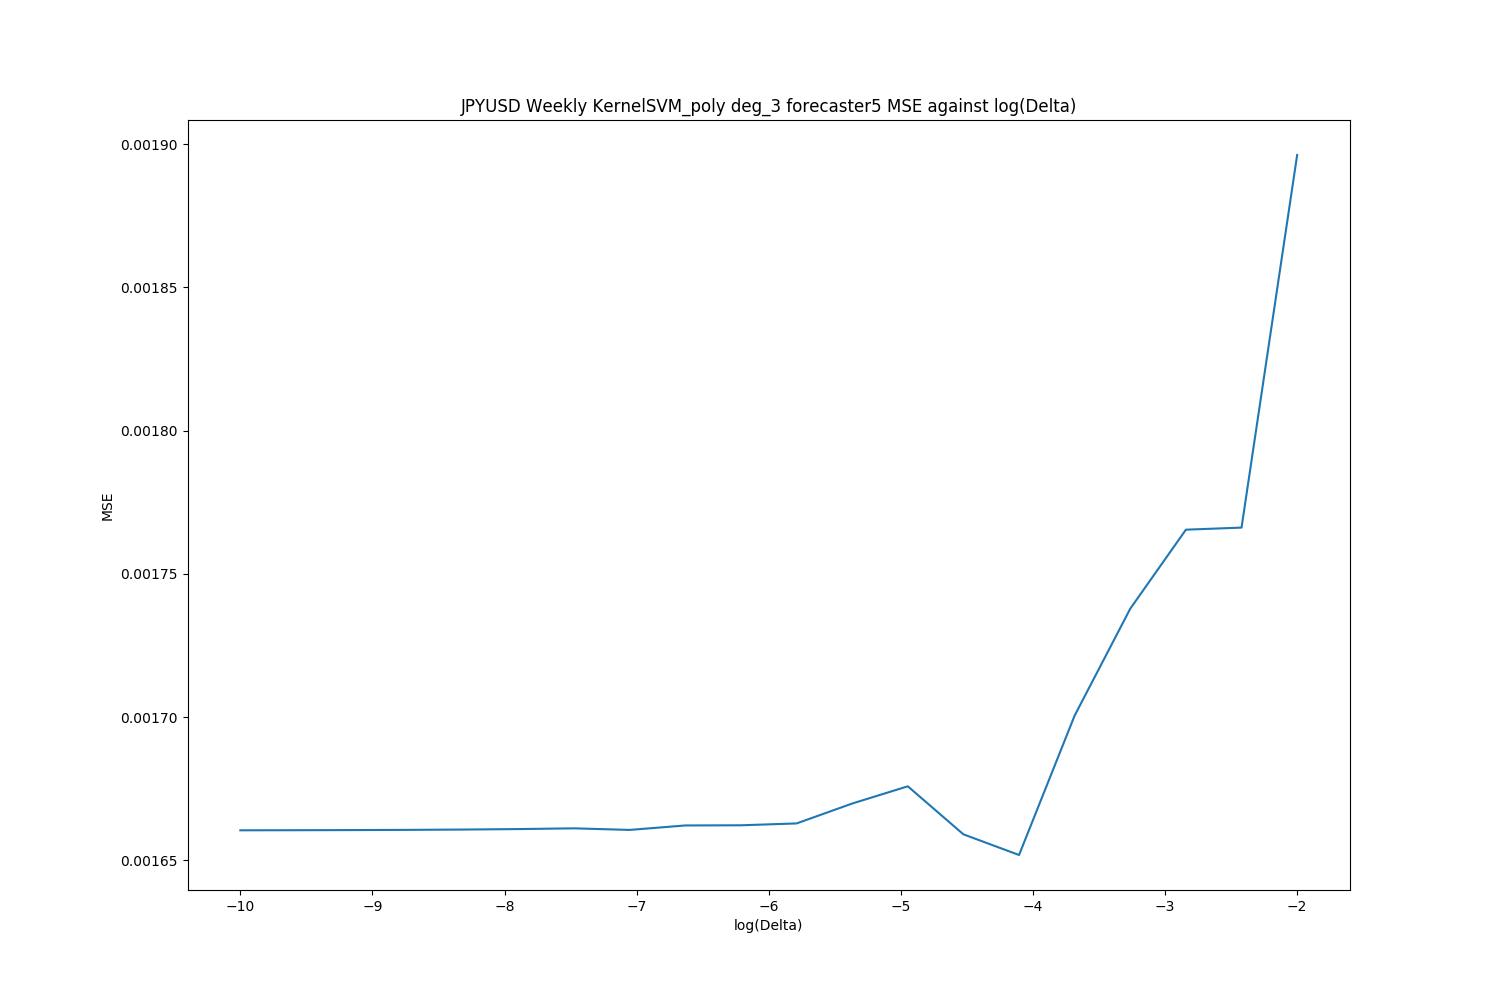 JPYUSD Weekly KernelSVM_poly deg_3 forecaster5 MSE against log(Delta)
0.00190
0.00185
0.00180
0.00175
0.00170
0.00165
MSE
−10 −9 −8 −7 −6 −5 −4 −3 −2
log(Delta)